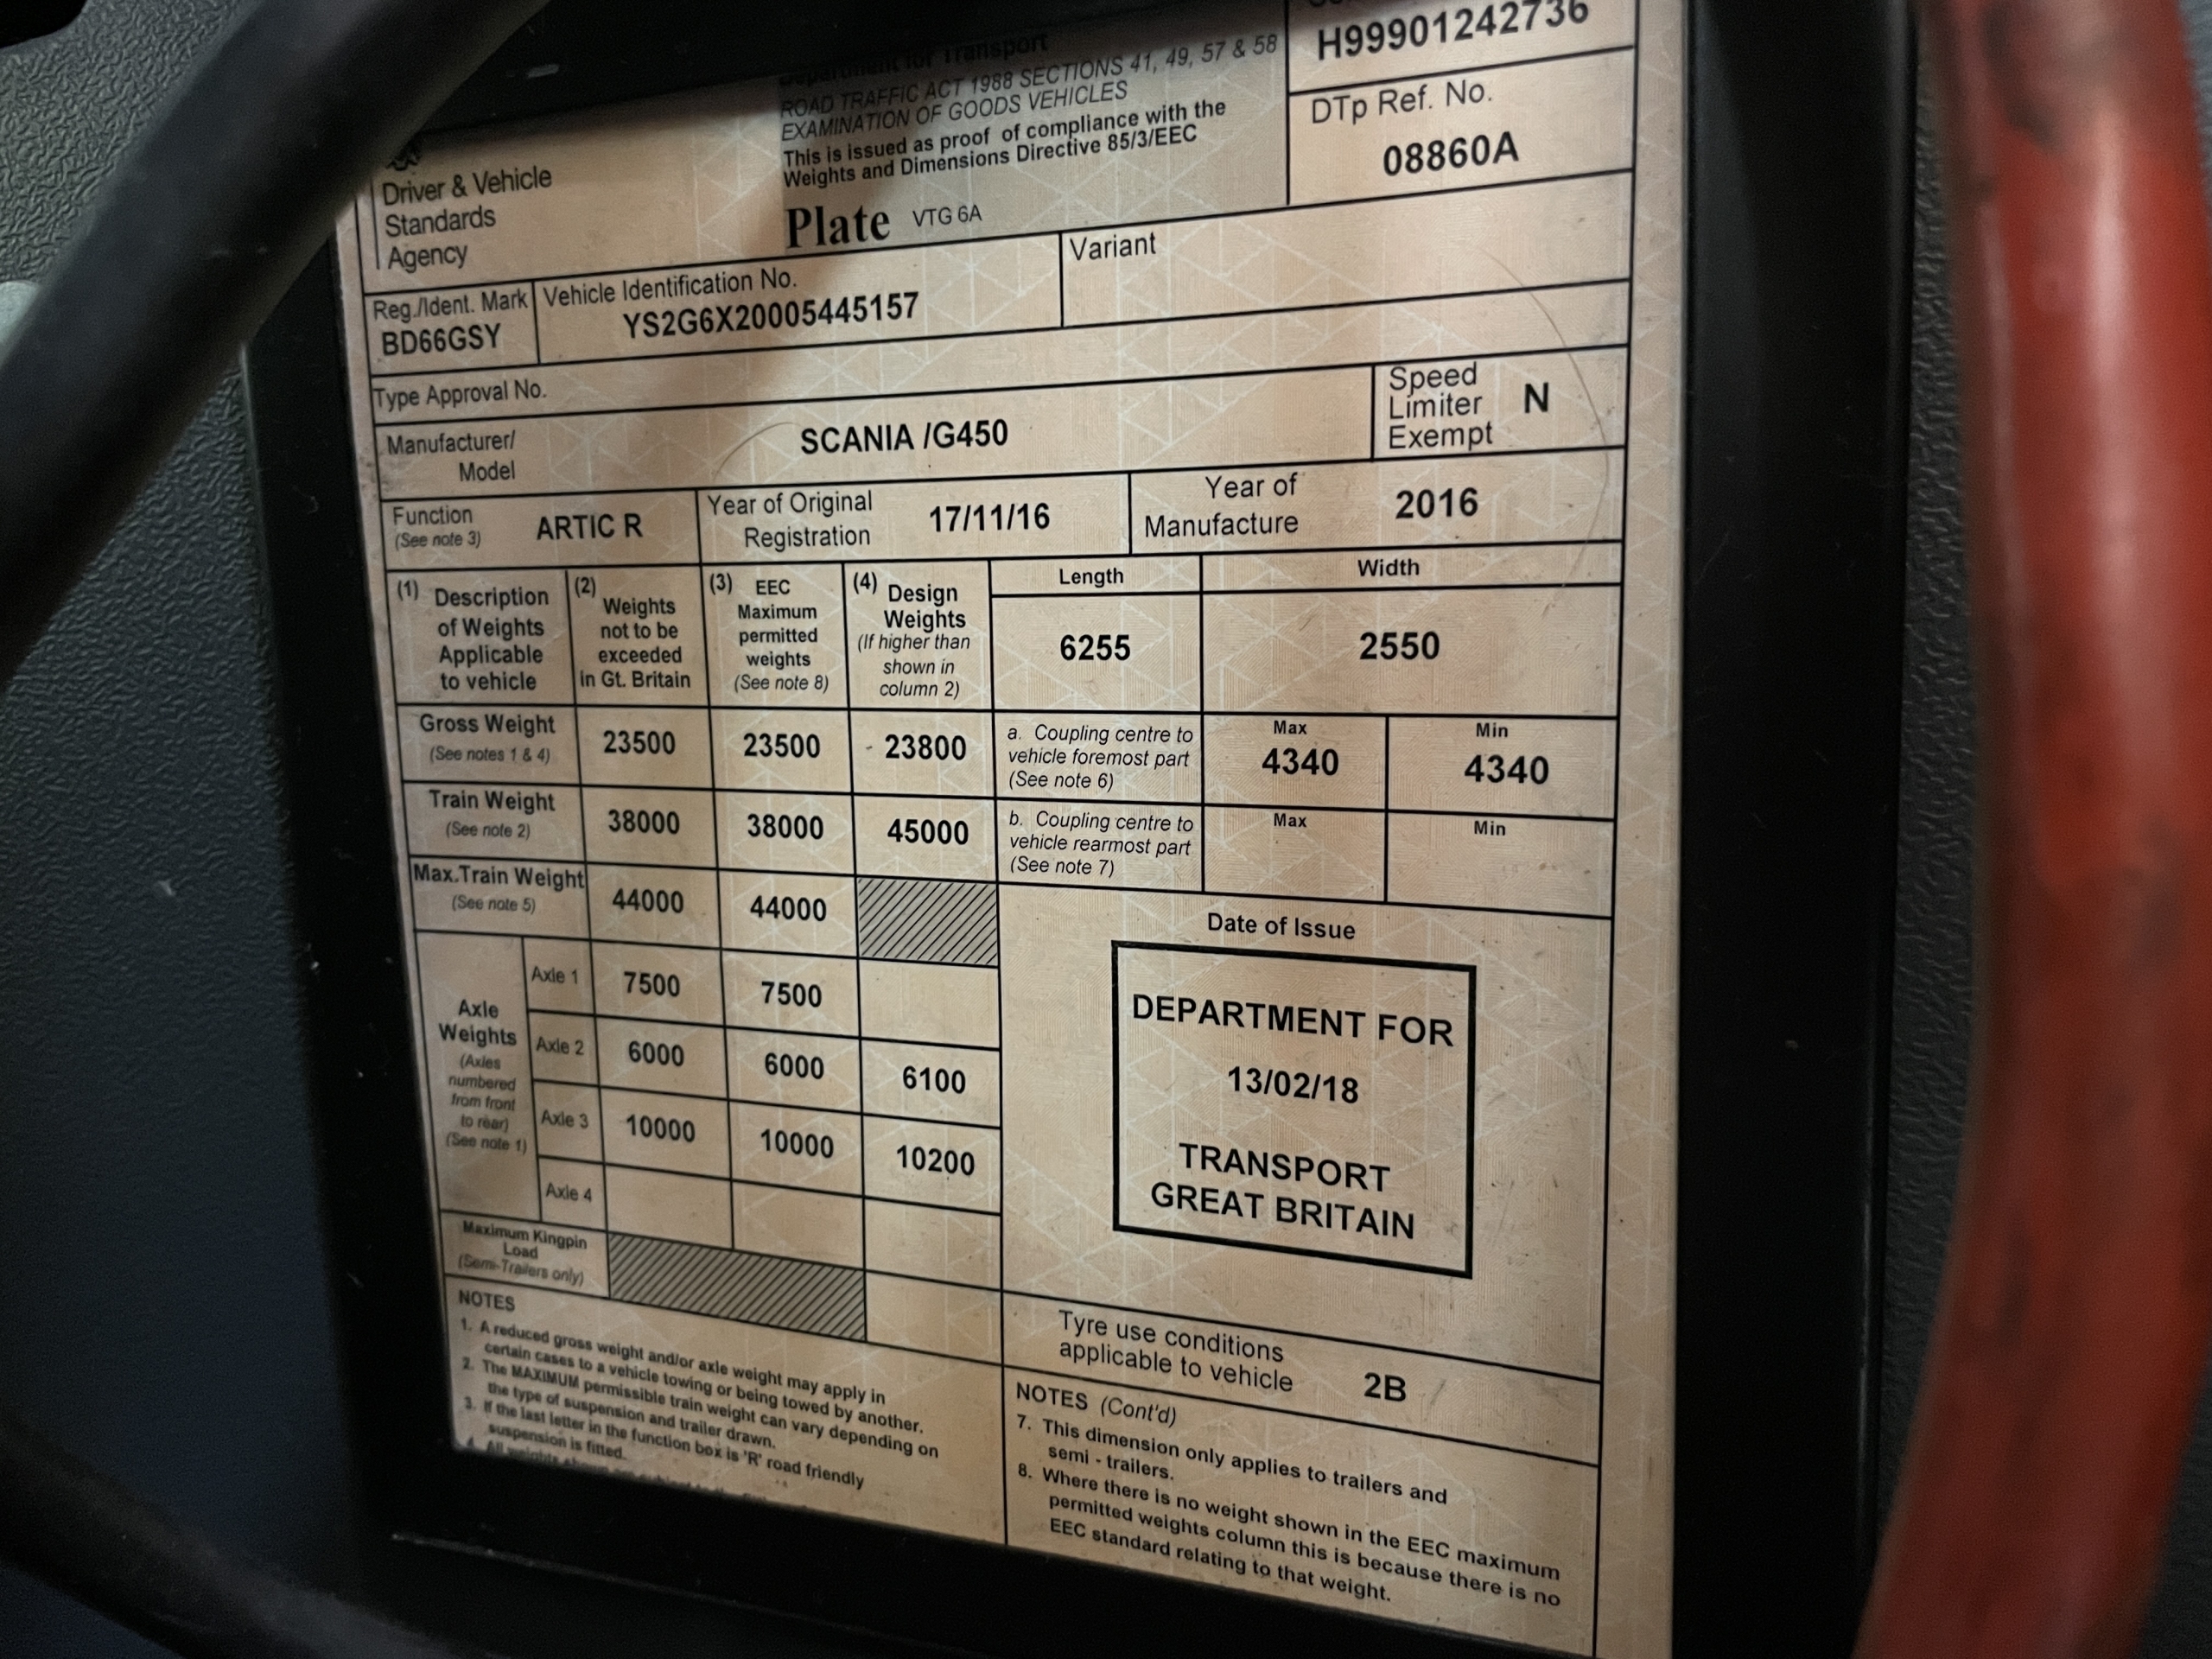 Department for Transport
ROAD TRAFFIC ACT 1988 SECTIONS 41, 49, 57 & 58
EXAMINATION OF GOODS VEHICLES
This is issued as proof of compliance with the
Weights and Dimensions Directive 85/3/EEC
Plate VTG 6A
Driver & Vehicle
Standards
Agency
H99901242736
DTp Ref. No.
08860A
Reg./Ident. Mark
BD66GSY
Vehicle Identification No.
YS2G6X20005445157
Variant
Type Approval No.
Manufacturer/
Model
SCANIA /G450
Speed
Limiter
Exempt
N
Function
(See note 3)
ARTIC R
Year of Original
Registration
17/11/16
Year of
Manufacture
2016
(1) Description
of Weights
Applicable
to vehicle
(2) Weights
not to be
exceeded
in Gt. Britain
(3) EEC
Maximum
permitted
weights
(See note 8)
(4) Design
Weights
(If higher than
shown in
column 2)
Length
6255
Width
2550
Gross Weight
(See notes 1 & 4)
23500
23500
- 23800
a. Coupling centre to
vehicle foremost part
(See note 6)
Max
4340
Min
4340
Train Weight
(See note 2)
38000
38000
45000
b. Coupling centre to
vehicle rearmost part
(See note 7)
Max
Min
Max.Train Weight
(See note 5)
44000
44000
Axle
Weights
(Axles
numbered
from front
to rear)
(See note 1)
Axle 1
7500
7500
Axle 2
6000
6000
6100
Axle 3
10000
10000
10200
Axle 4
Maximum Kingpin
Load
(Semi-Trailers only)
Date of Issue
DEPARTMENT FOR
13/02/18
TRANSPORT
GREAT BRITAIN
Tyre use conditions
applicable to vehicle
2B
NOTES
1. A reduced gross weight and/or axle weight may apply in
certain cases to a vehicle towing or being towed by another.
2. The MAXIMUM permissible train weight can vary depending on
the type of suspension and trailer drawn.
3. If the last letter in the function box is 'R' road friendly
suspension is fitted.
4. All weights shown are subject to
NOTES (Cont'd)
7. This dimension only applies to trailers and
semi - trailers.
8. Where there is no weight shown in the EEC maximum
permitted weights column this is because there is no
EEC standard relating to that weight.